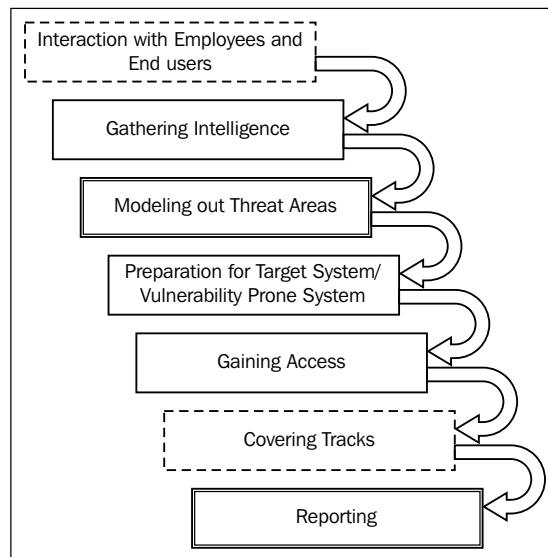 Interaction with Employees and
End users
Gathering Intelligence
Modeling out Threat Areas
Preparation for Target System/
Vulnerability Prone System
Gaining Access
Covering Tracks
Reporting